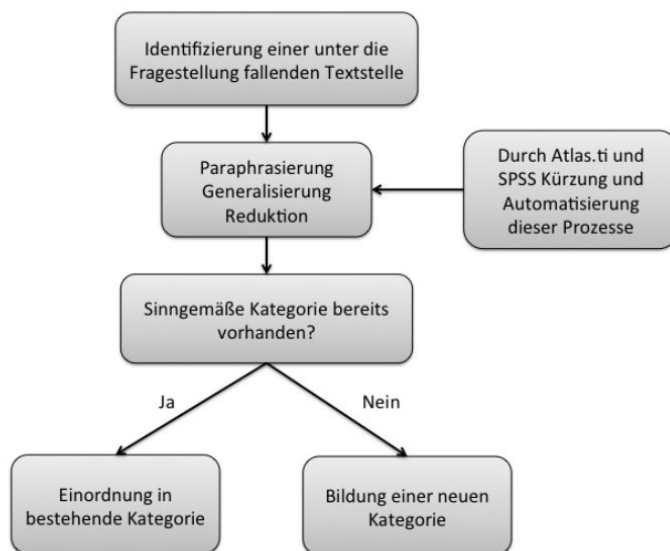 Identifizierung einer unter die
Fragestellung fallenden Textstelle
Paraphrasierung
Generalisierung
Reduktion
Durch Atlas.ti und
SPSS Kürzung und
Automatisierung
dieser Prozesse
Sinngemäße Kategorie bereits
vorhanden?
Ja
Nein
Einordnung in
bestehende Kategorie
Bildung einer neuen
Kategorie